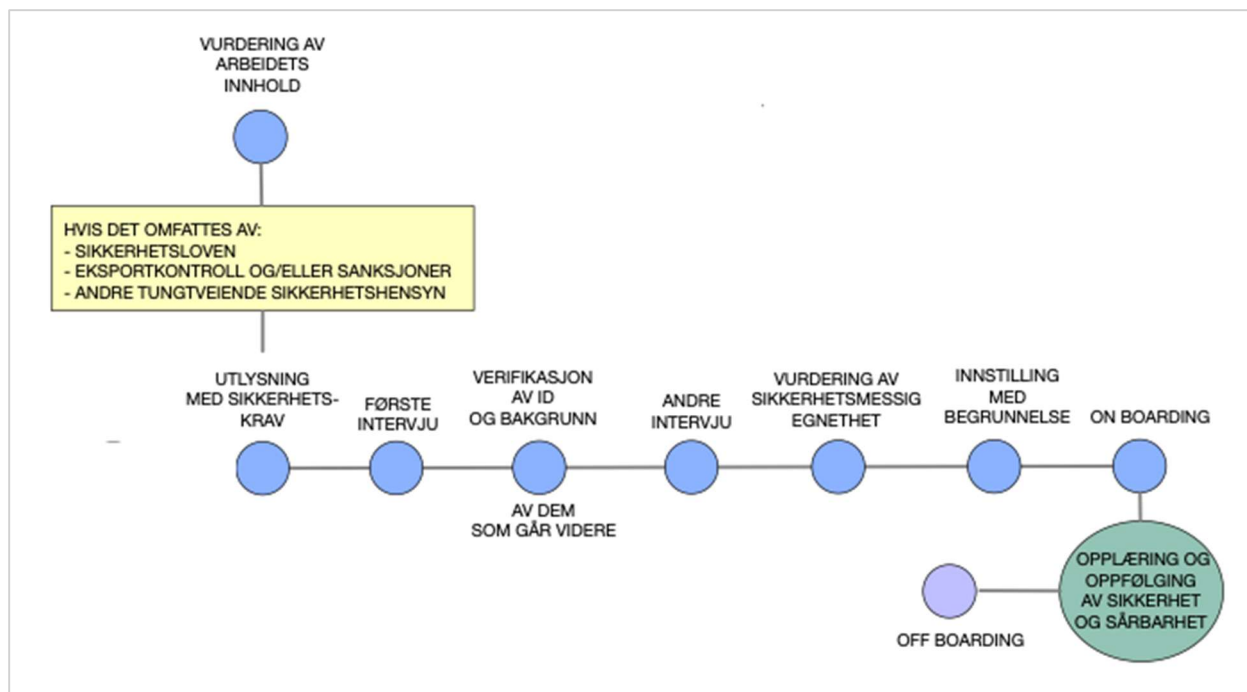 VURDERING AV
ARBEIDETS
INNHOLD
HVIS DET OMFATTES AV:
- SIKKERHETSLOVEN
- EKSPORTKONTROLL OG/ELLER SANKSJONER
- ANDRE TUNGTVEIENDE SIKKERHETSHENSYN
UTLYSNING
MED SIKKERHETS-
KRAV
FØRSTE
INTERVJU
VERIFIKASJON
AV ID
OG BAKGRUNN
AV DEM
SOM GÅR VIDERE
ANDRE
INTERVJU
VURDERING AV
SIKKERHETSMESSIG
EGNETHET
INNSTILLING
MED
BEGRUNNELSE
ON BOARDING
OPPLÆRING OG
OPPFØLGING
AV SIKKERHET
OG SÅRBARHET
OFF BOARDING